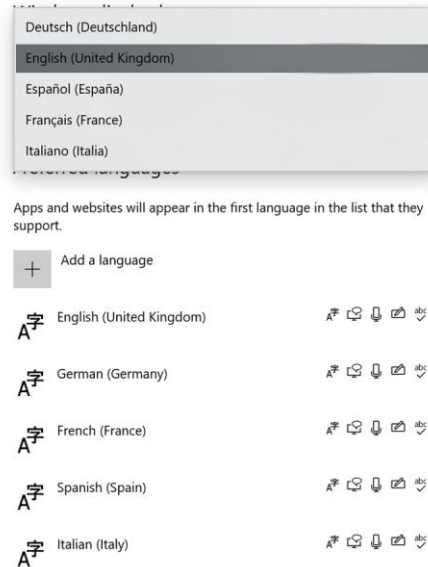 Deutsch (Deutschland)
English (United Kingdom)
Español (España)
Français (France)
Italiano (Italia)
Preferred languages
Apps and websites will appear in the first language in the list that they
support.
Add a language
English (United Kingdom)
German (Germany)
French (France)
Spanish (Spain)
Italian (Italy)